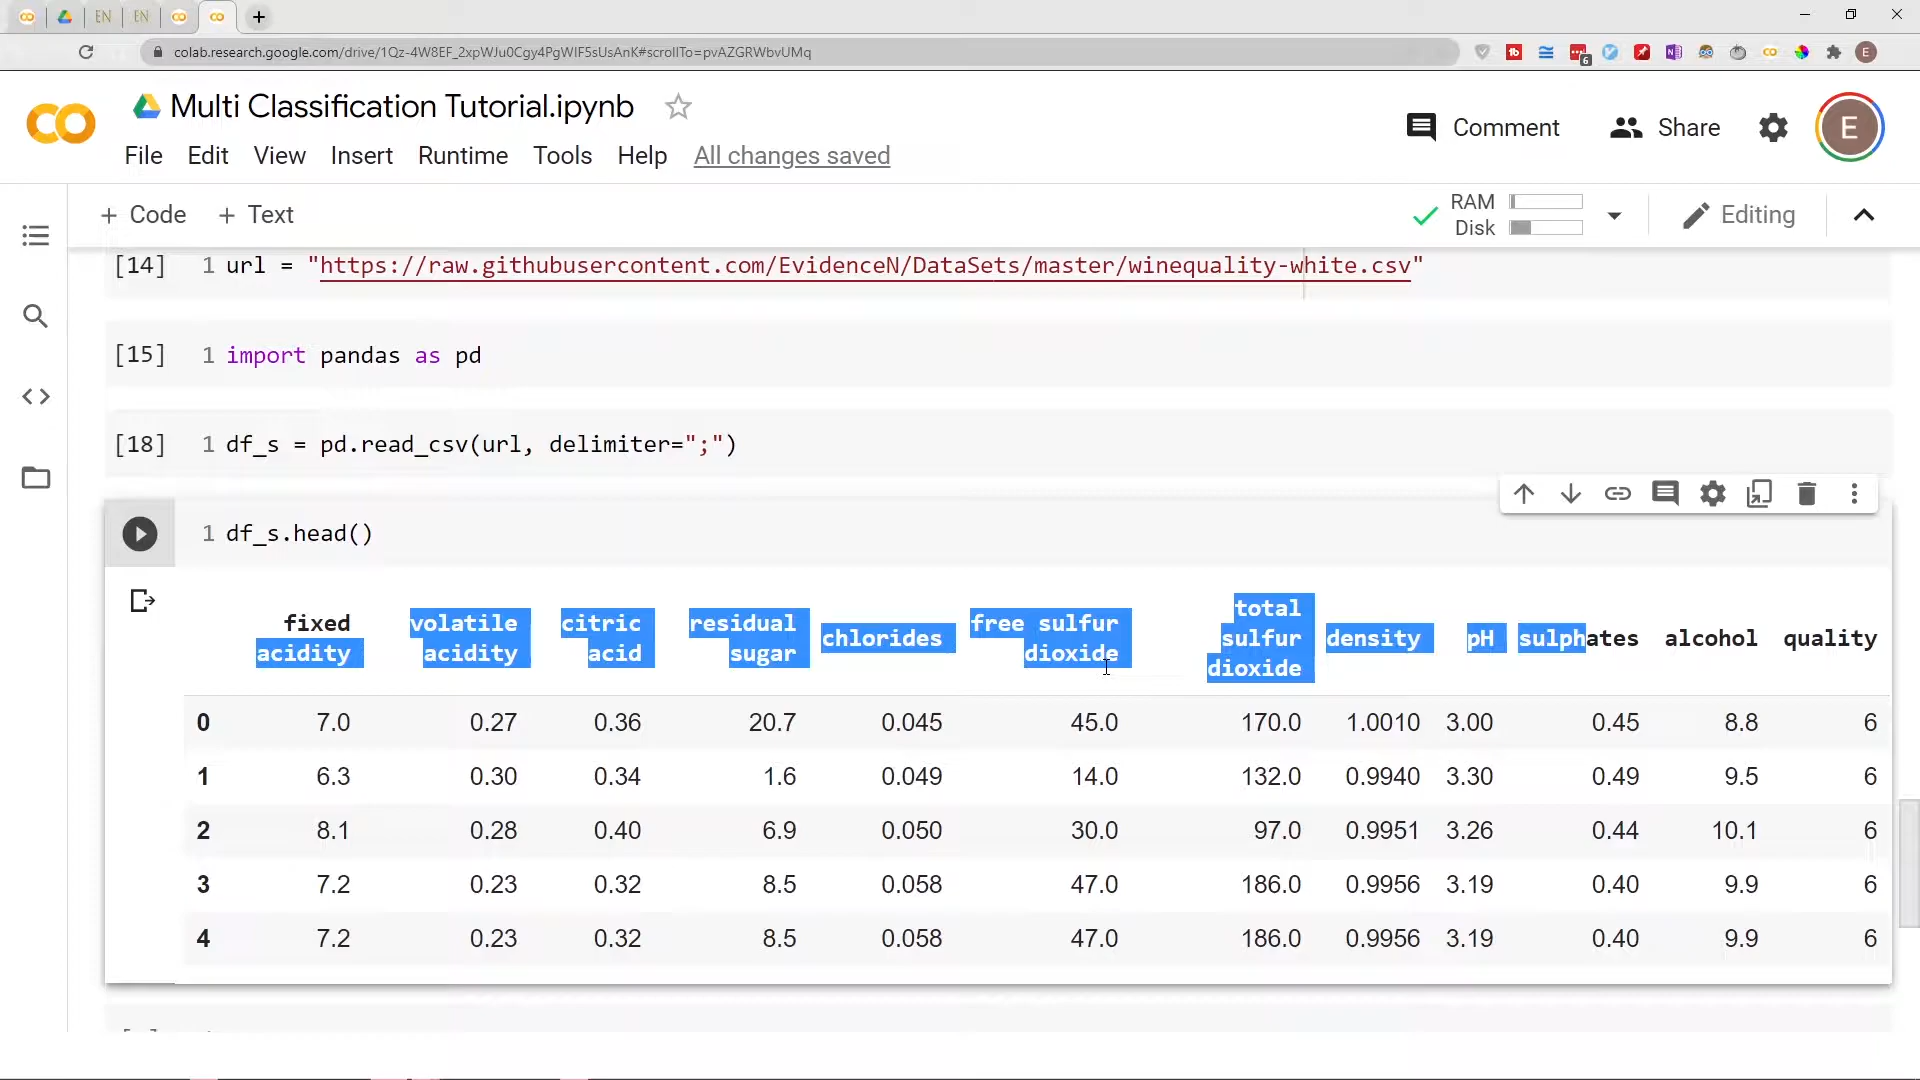 EN EN
colab.research.google.com/drive/1Qz-4W8EF_2xpWJu0Cgy4PgWIF5sUsAnK#scrollTo=pvAZGRWbvUMq
6
E
CO
Multi Classification Tutorial.ipynb
Comment Share E
File Edit View Insert Runtime Tools Help All changes saved
+ Code + Text
RAM
Disk
Editing
[14] 1 url = "https://raw.githubusercontent.com/EvidenceN/DataSets/master/winequality-white.csv"
[15] 1 import pandas as pd
[18] 1 df_s = pd.read_csv(url, delimiter=";")
1 df_s.head()
fixed acidity volatile acidity citric acid residual sugar chlorides free sulfur dioxide total sulfur dioxide density pH sulphates alcohol quality
0 7.0 0.27 0.36 20.7 0.045 45.0 170.0 1.0010 3.00 0.45 8.8 6
1 6.3 0.30 0.34 1.6 0.049 14.0 132.0 0.9940 3.30 0.49 9.5 6
2 8.1 0.28 0.40 6.9 0.050 30.0 97.0 0.9951 3.26 0.44 10.1 6
3 7.2 0.23 0.32 8.5 0.058 47.0 186.0 0.9956 3.19 0.40 9.9 6
4 7.2 0.23 0.32 8.5 0.058 47.0 186.0 0.9956 3.19 0.40 9.9 6